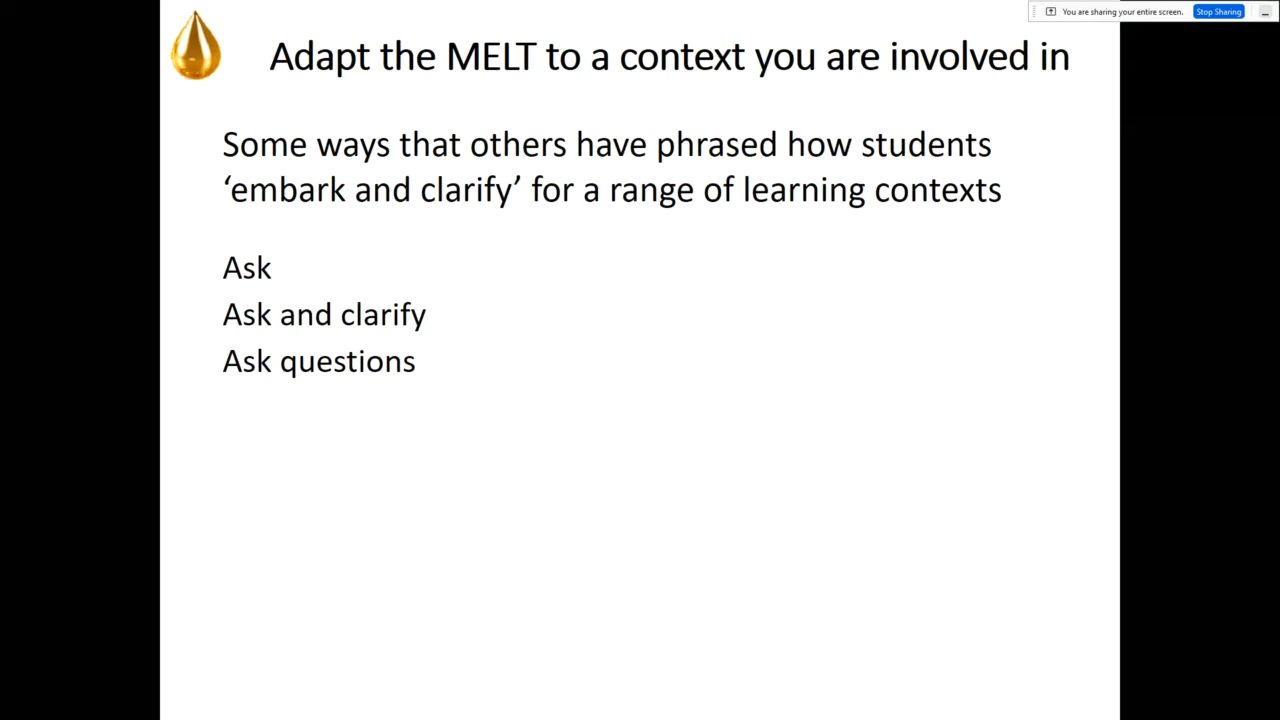 You are sharing your entire screen.
Stop Sharing
Adapt the MELT to a context you are involved in
Some ways that others have phrased how students
‘embark and clarify’ for a range of learning contexts
Ask
Ask and clarify
Ask questions